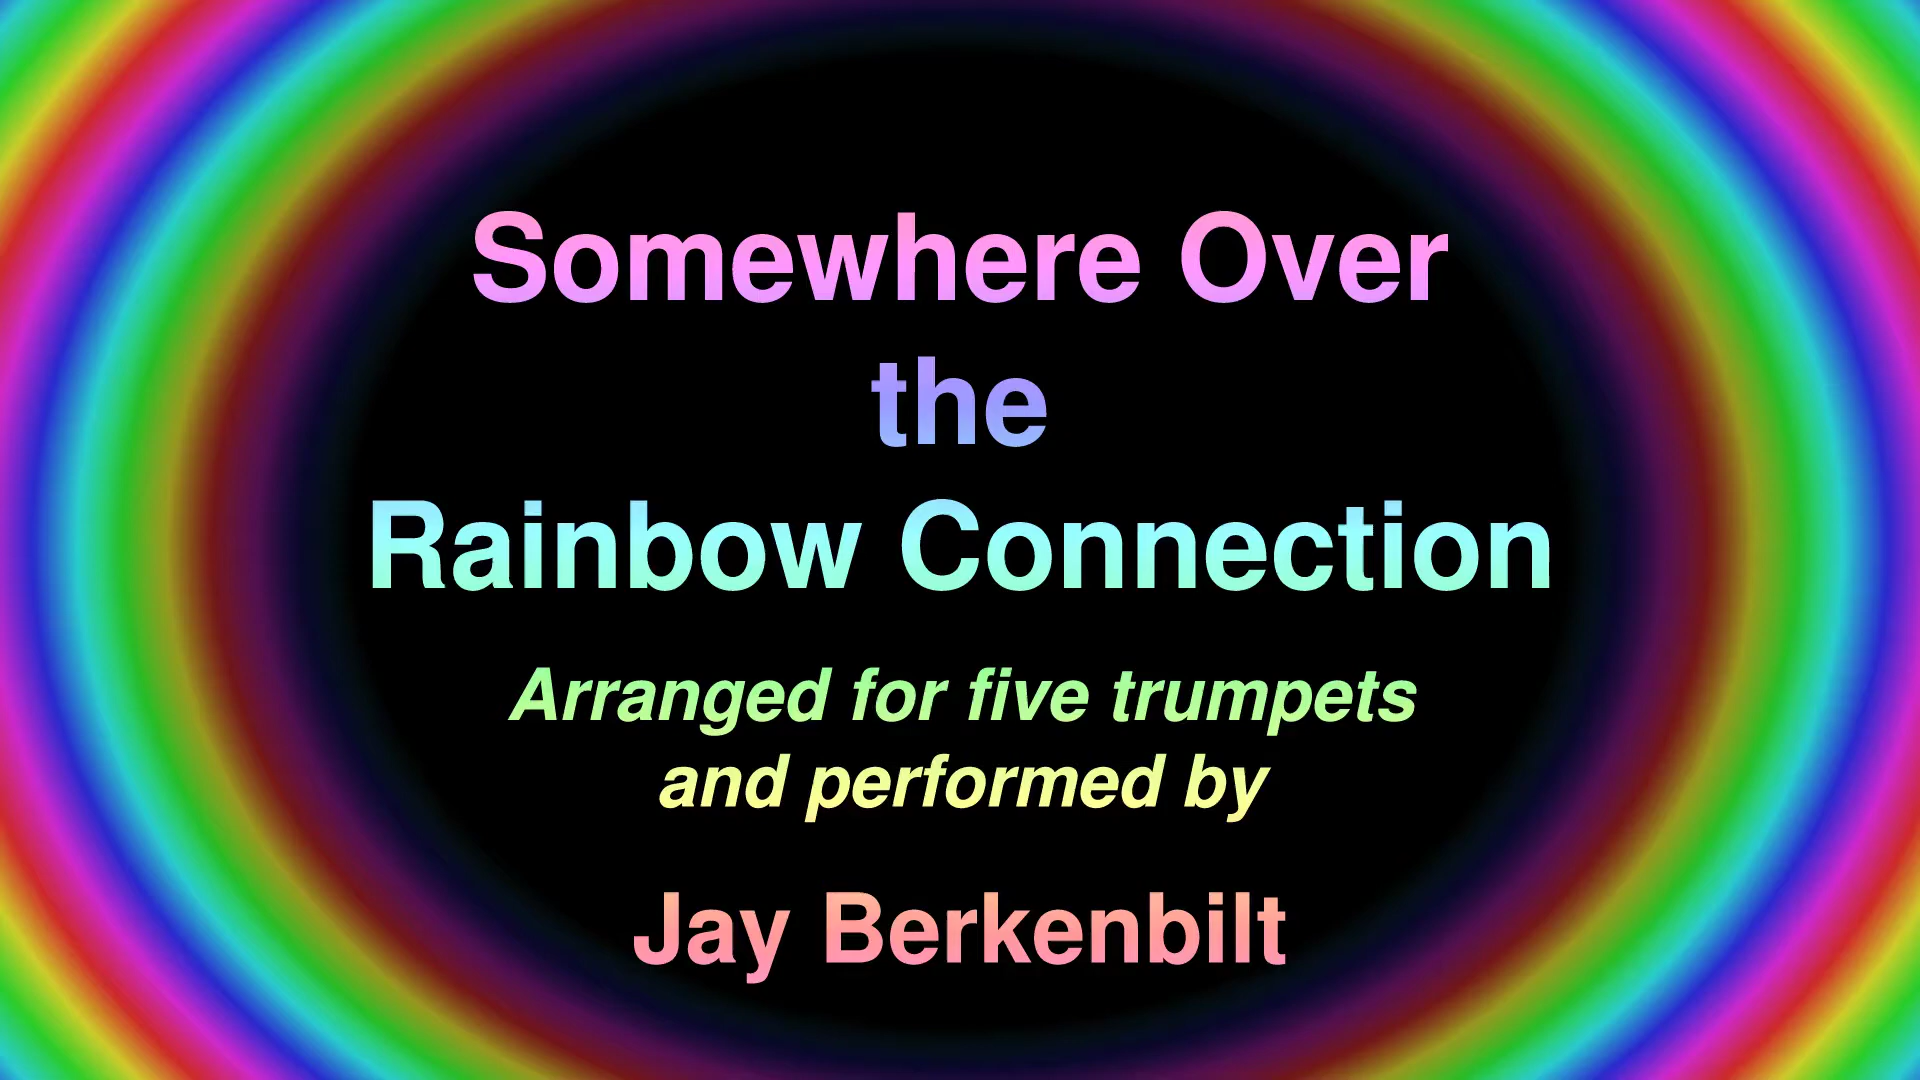 Somewhere Over
the
Rainbow Connection
Arranged for five trumpets
and performed by
Jay Berkenbilt